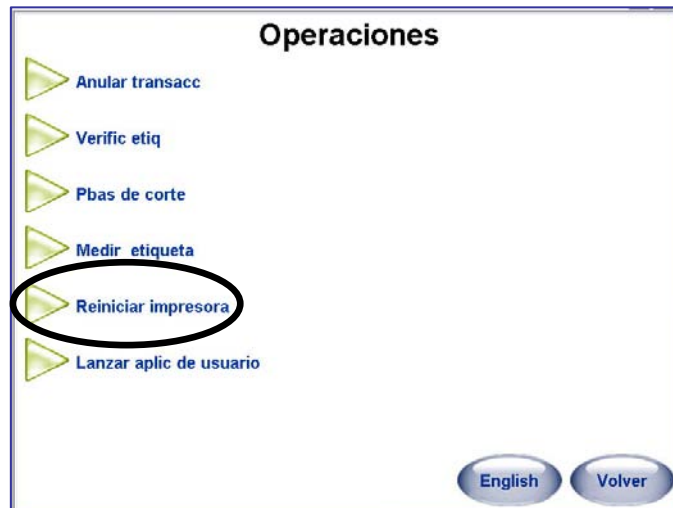 Operaciones
Anular transacc
Verific etiq
Pbas de corte
Medir etiqueta
Reiniciar impresora
Lanzar aplic de usuario
English
Volver